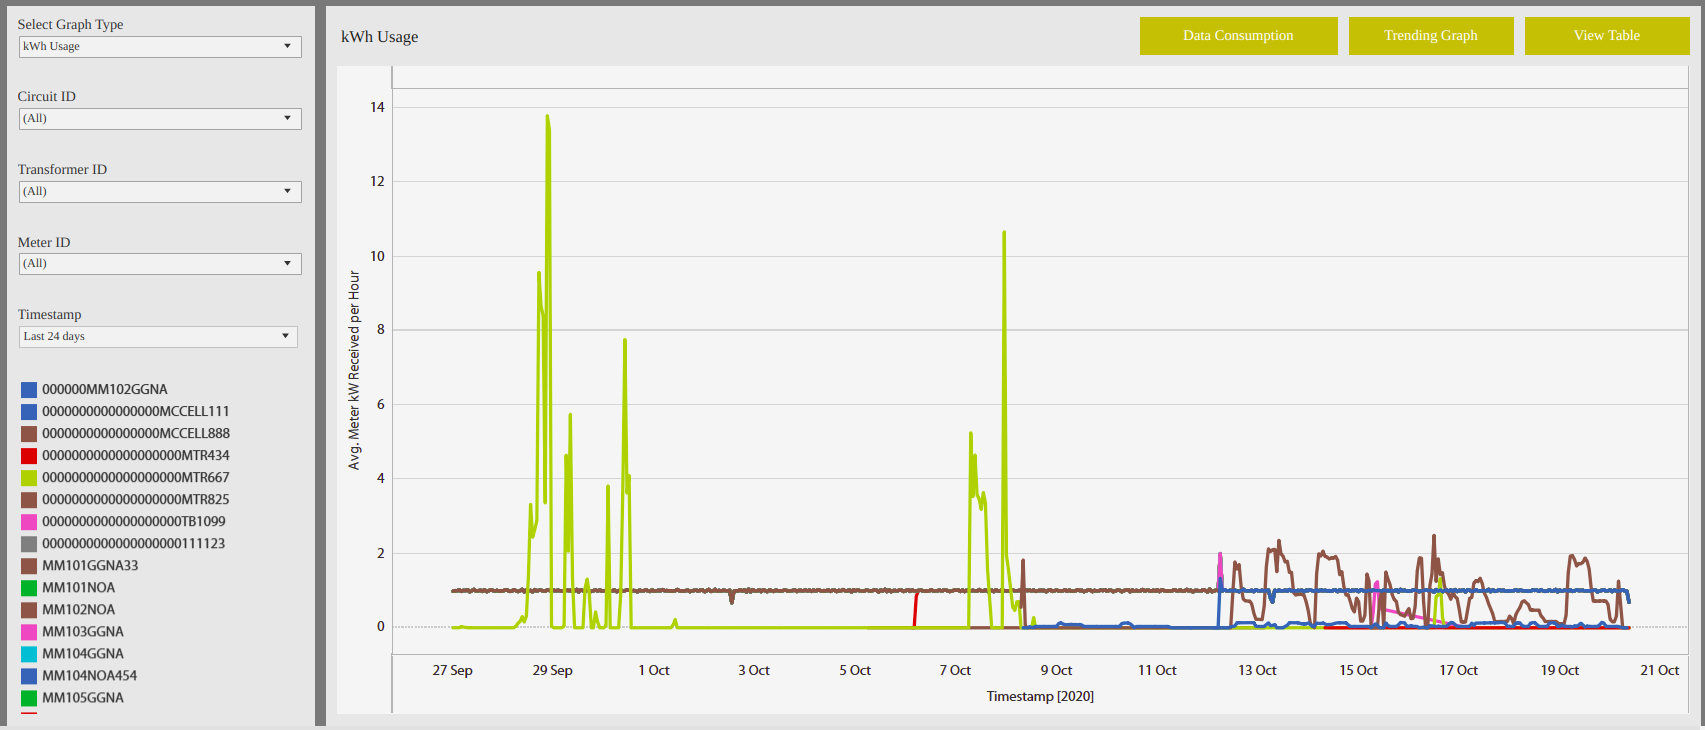 Select Graph Type
kWh Usage
Circuit ID
(All)
Transformer ID
(All)
Meter ID
(All)
Timestamp
Last 24 days
000000MM102GGNA
0000000000000000MCCELL111
0000000000000000MCCELL888
0000000000000000000MTR434
0000000000000000000MTR667
0000000000000000000MTR825
0000000000000000000TB1099
00000000000000000000111123
MM101GGNA33
MM101NOA
MM102NOA
MM103GGNA
MM104GGNA
MM104NOA454
MM105GGNA
kWh Usage
Data Consumption
Trending Graph
View Table
Avg. Meter kW Received per Hour
14
12
10
8
6
4
2
0
27 Sep 29 Sep 1 Oct 3 Oct 5 Oct 7 Oct 9 Oct 11 Oct 13 Oct 15 Oct 17 Oct 19 Oct 21 Oct
Timestamp [2020]